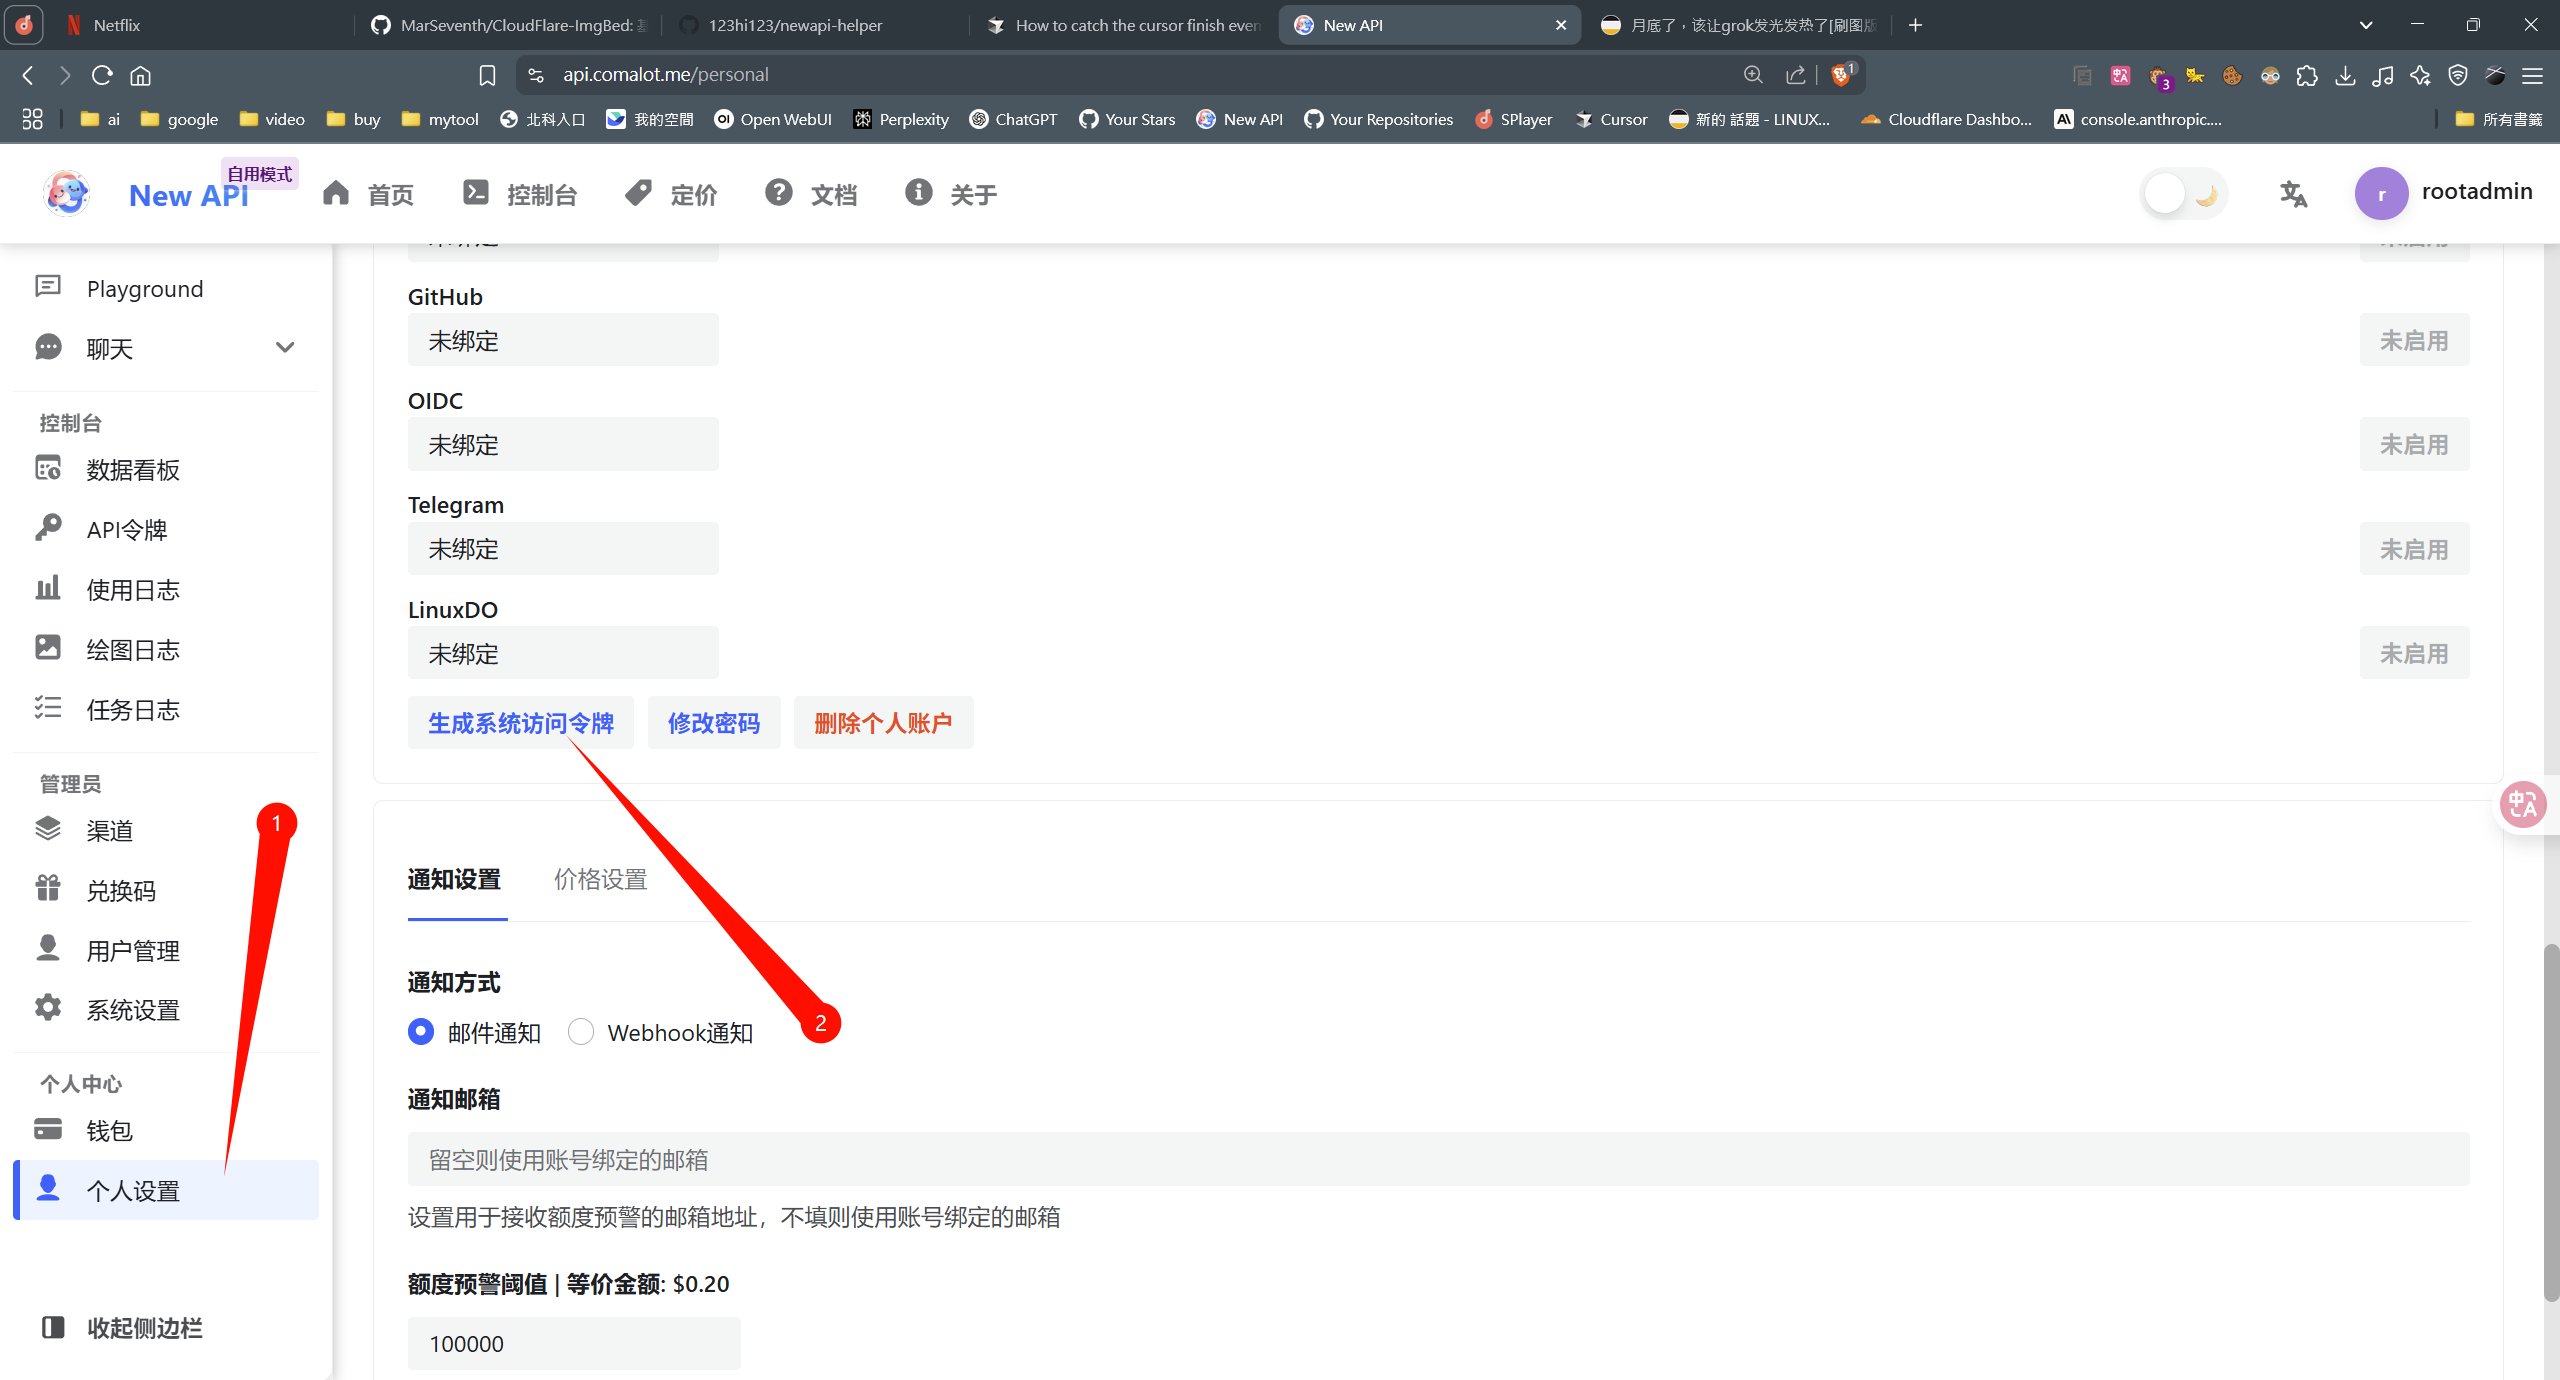 Netflix
MarSeventh/CloudFlare-ImgBed:
123hi123/newapi-helper
How to catch the cursor finish even
New API
月底了，该让grok发光发热了[刷图版
api.comalot.me/personal
1
3
ai
google
video
buy
mytool
北科入口
我的空間
Open WebUI
Perplexity
ChatGPT
Your Stars
New API
Your Repositories
SPlayer
Cursor
新的 話題 - LINUX...
Cloudflare Dashbo...
console.anthropic....
所有書籤
New API
自用模式
首页
控制台
定价
文档
关于
r
rootadmin
Playground
聊天
控制台
数据看板
API令牌
使用日志
绘图日志
任务日志
管理员
渠道
兑换码
用户管理
系统设置
个人中心
钱包
个人设置
收起侧边栏
1
GitHub
未绑定
未启用
OIDC
未绑定
未启用
Telegram
未绑定
未启用
LinuxDO
未绑定
未启用
生成系统访问令牌
修改密码
删除个人账户
2
通知设置
价格设置
通知方式
邮件通知
Webhook通知
通知邮箱
留空则使用账号绑定的邮箱
设置用于接收额度预警的邮箱地址，不填则使用账号绑定的邮箱
额度预警阈值 | 等价金额: $0.20
100000